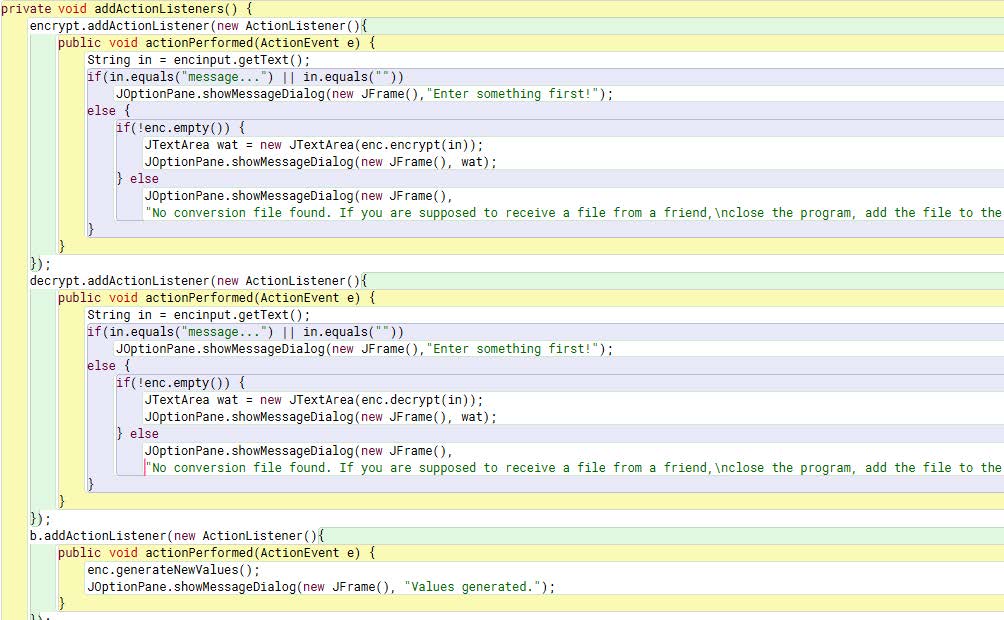 private void addActionListeners() {
encrypt.addActionListener(new ActionListener(){
public void actionPerformed(ActionEvent e) {
String in = encinput.getText();
if(in.equals("message...") || in.equals(""))
JOptionPane.showMessageDialog(new JFrame(),"Enter something first!");
else {
if(!enc.empty()) {
JTextArea wat = new JTextArea(enc.encrypt(in));
JOptionPane.showMessageDialog(new JFrame(), wat);
} else
JOptionPane.showMessageDialog(new JFrame(),
"No conversion file found. If you are supposed to receive a file from a friend,\nclose the program, add the file to the
}
}
});
decrypt.addActionListener(new ActionListener(){
public void actionPerformed(ActionEvent e) {
String in = encinput.getText();
if(in.equals("message...") || in.equals(""))
JOptionPane.showMessageDialog(new JFrame(),"Enter something first!");
else {
if(!enc.empty()) {
JTextArea wat = new JTextArea(enc.decrypt(in));
JOptionPane.showMessageDialog(new JFrame(), wat);
} else
JOptionPane.showMessageDialog(new JFrame(),
"No conversion file found. If you are supposed to receive a file from a friend,\nclose the program, add the file to the
}
}
});
b.addActionListener(new ActionListener(){
public void actionPerformed(ActionEvent e) {
enc.generateNewValues();
JOptionPane.showMessageDialog(new JFrame(), "Values generated.");
}
});